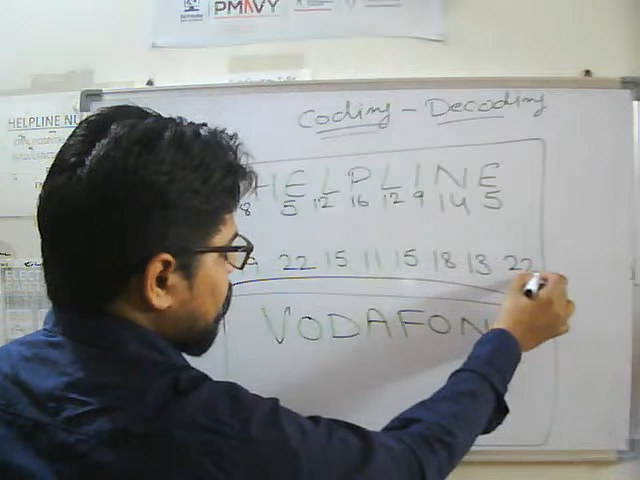 PMAVY
HELPLINE NU
Coding - Decoding
HELPLINE
8 5 12 16 12 9 14 5
22 15 11 15 18 13 22
VODAFON